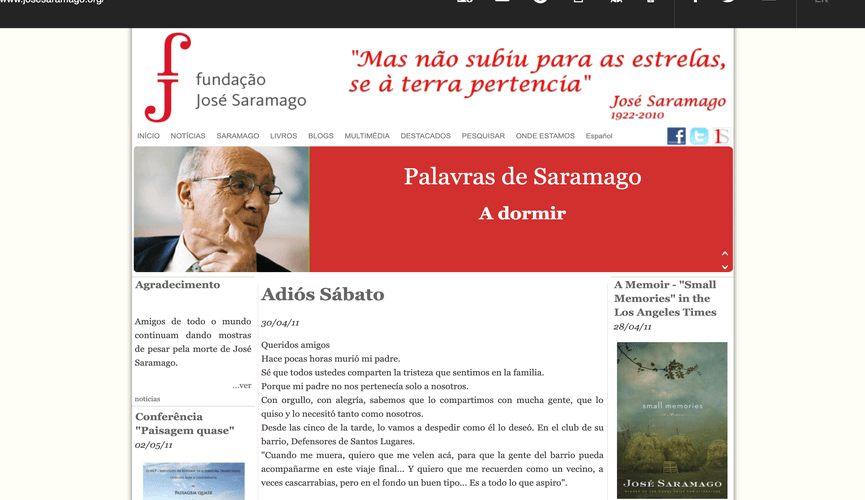 www.josesaramago.org/
fundação
José Saramago
"Mas não subiu para as estrelas,
se à terra pertencia"
José Saramago
1922-2010
INÍCIO NOTÍCIAS SARAMAGO LIVROS BLOGS MULTIMÉDIA DESTACADOS PESQUISAR ONDE ESTAMOS Español
Palavras de Saramago
A dormir
Agradecimento
Amigos de todo o mundo
continuam dando mostras
de pesar pela morte de José
Saramago.
...ver
noticias
Conferência
"Paisagem quase"
02/05/11
PAISAGEM QUASE
Adiós Sábato
30/04/11
Queridos amigos
Hace pocas horas murió mi padre.
Sé que todos ustedes comparten la tristeza que sentimos en la familia.
Porque mi padre no nos pertenecía solo a nosotros.
Con orgullo, con alegría, sabemos que lo compartimos con mucha gente, que lo
quiso y lo necesitó tanto como nosotros.
Desde las cinco de la tarde, lo vamos a despedir como él lo deseó. En el club de su
barrio, Defensores de Santos Lugares.
"Cuando me muera, quiero que me velen acá, para que la gente del barrio pueda
acompañarme en este viaje final... Y quiero que me recuerden como un vecino, a
veces cascarrabias, pero en el fondo un buen tipo... Es a todo lo que aspiro".
A Memoir - "Small
Memories" in the
Los Angeles Times
28/04/11
small memories
JOSÉ SARAMAGO